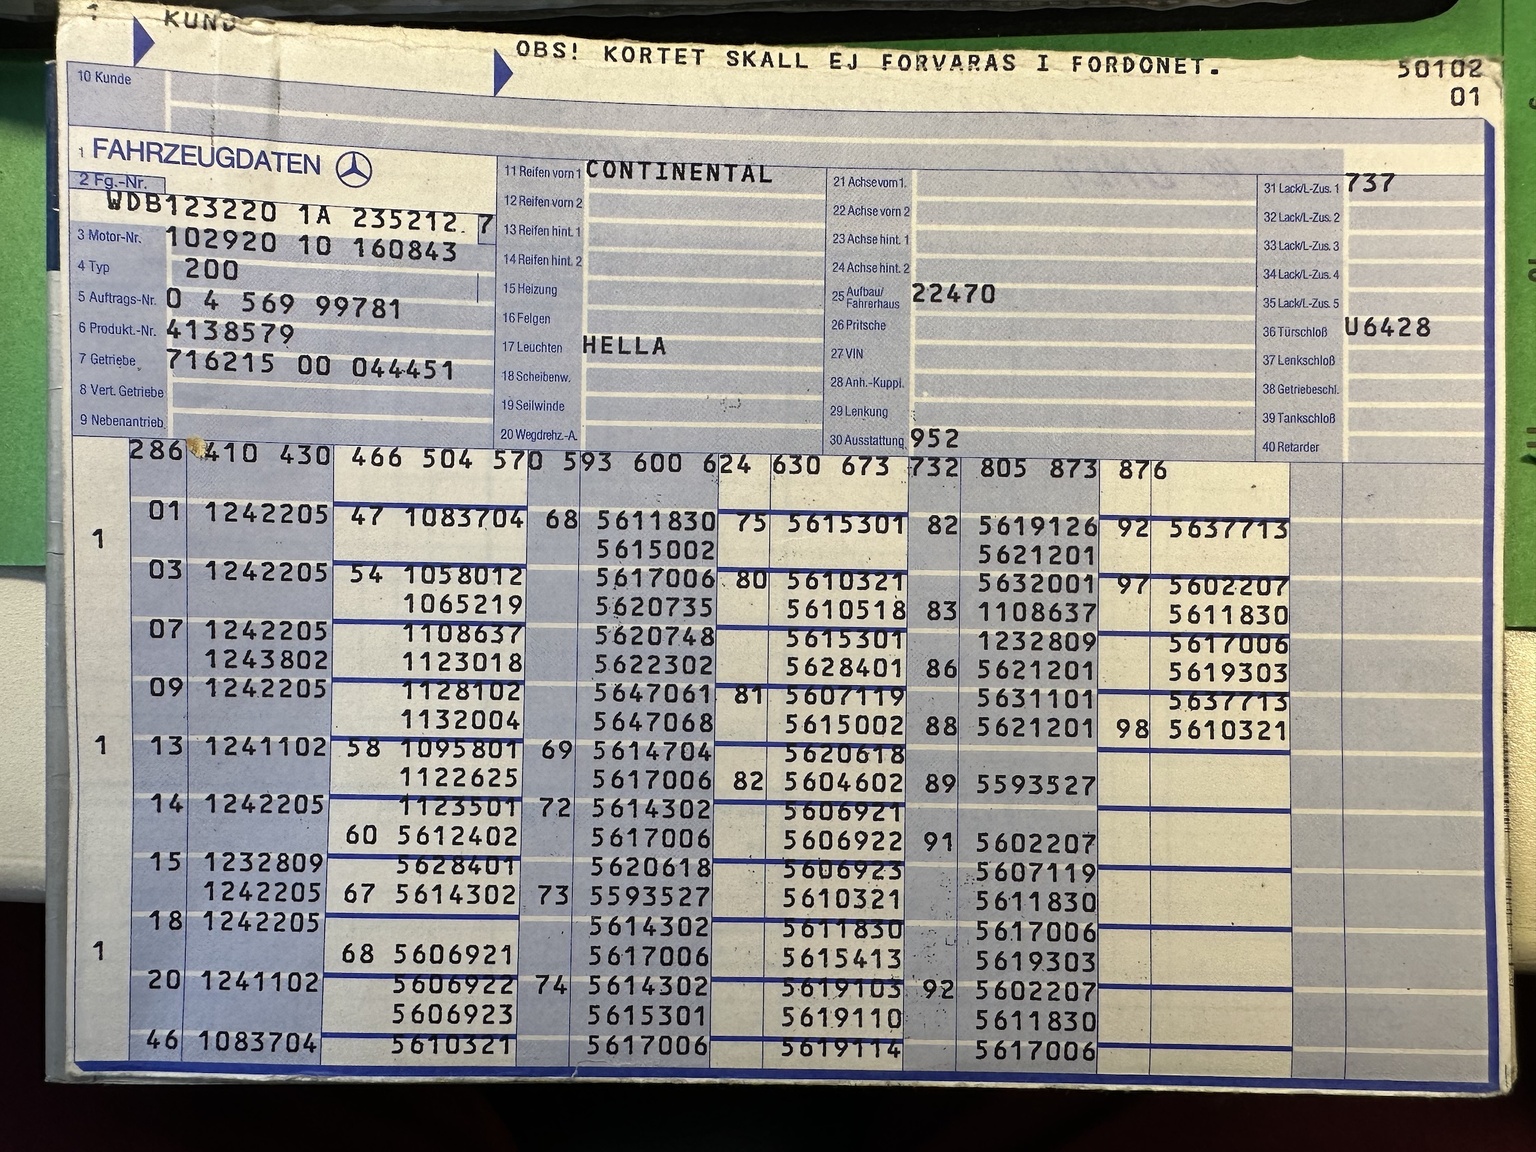 1 KUND
OBS! KORTET SKALL EJ FORVARAS I FORDONET.
50102
01
10 Kunde
1 FAHRZEUGDATEN
2 Fg.-Nr.
WDB123220 1A 235212. 7
3 Motor-Nr. 102920 10 160843
4 Typ 200
5 Auftrags-Nr. 0 4 569 99781
6 Produkt.-Nr. 4138579
7 Getriebe 716215 00 044451
8 Vert. Getriebe
9 Nebenantrieb
11 Reifen vorn 1 CONTINENTAL
12 Reifen vorn 2
13 Reifen hint. 1
14 Reifen hint. 2
15 Heizung
16 Felgen
17 Leuchten HELLA
18 Scheibenw.
19 Seilwinde
20 Wegdrehz.-A.
21 Achse vorn 1.
22 Achse vorn 2
23 Achse hint. 1
24 Achse hint. 2
25 Aufbau/ Fahrerhaus 22470
26 Pritsche
27 VIN
28 Anh.-Kuppl.
29 Lenkung
30 Ausstattung 952
31 Lack/L-Zus. 1 737
32 Lack/L-Zus. 2
33 Lack/L-Zus. 3
34 Lack/L-Zus. 4
35 Lack/L-Zus. 5
36 Türschloß U6428
37 Lenkschloß
38 Getriebeschl.
39 Tankschloß
40 Retarder
286 410 430 466 504 570 593 600 624 630 673 732 805 873 876
01 1242205 47 1083704 68 5611830 75 5615301 82 5619126 92 5637713
1 5615002 5621201
03 1242205 54 1058012 5617006 80 5610321 5632001 97 5602207
1065219 5620735 5610518 83 1108637 5611830
07 1242205 1108637 5620748 5615301 1232809 5617006
1243802 1123018 5622302 5628401 86 5621201 5619303
09 1242205 1128102 5647061 81 5607119 5631101 5637713
1132004 5647068 5615002 88 5621201 98 5610321
1 13 1241102 58 1095801 69 5614704 5620618
1122625 5617006 82 5604602 89 5593527
14 1242205 1123501 72 5614302 5606921
60 5612402 5617006 5606922 91 5602207
15 1232809 5628401 5620618 5606923 5607119
1242205 67 5614302 73 5593527 5610321 5611830
18 1242205 5614302 5611830 5617006
1 68 5606921 5617006 5615413 5619303
20 1241102 5606922 74 5614302 5619103 92 5602207
5606923 5615301 5619110 5611830
46 1083704 5610321 5617006 5619114 5617006